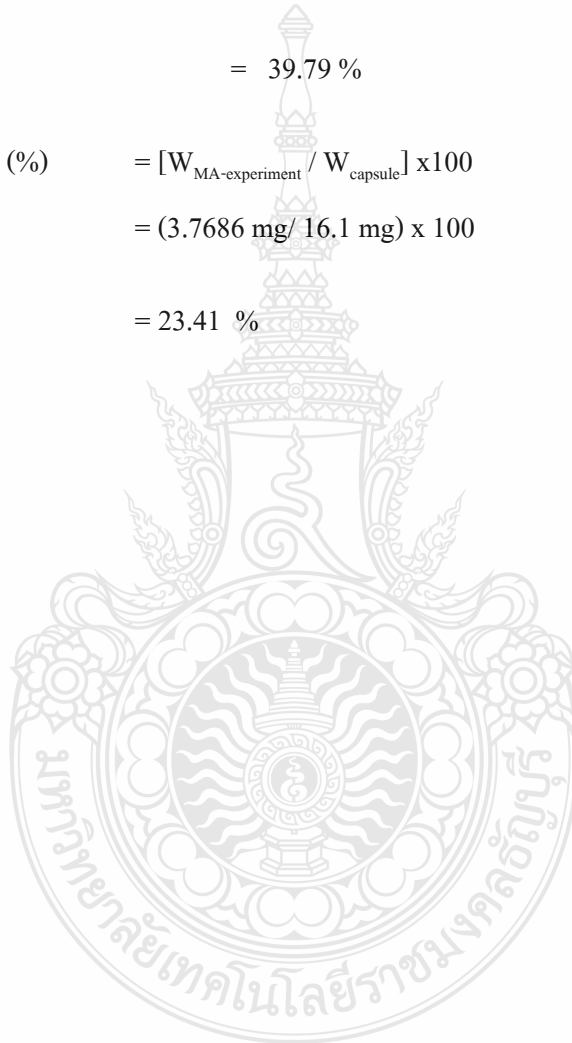 = 39.79 %
(%) = [W_MA-experiment / W_capsule] x100
= (3.7686 mg/ 16.1 mg) x 100
= 23.41 %
มหาวิทยาลัยเทคโนโลยีราชมงคลธัญบุรี